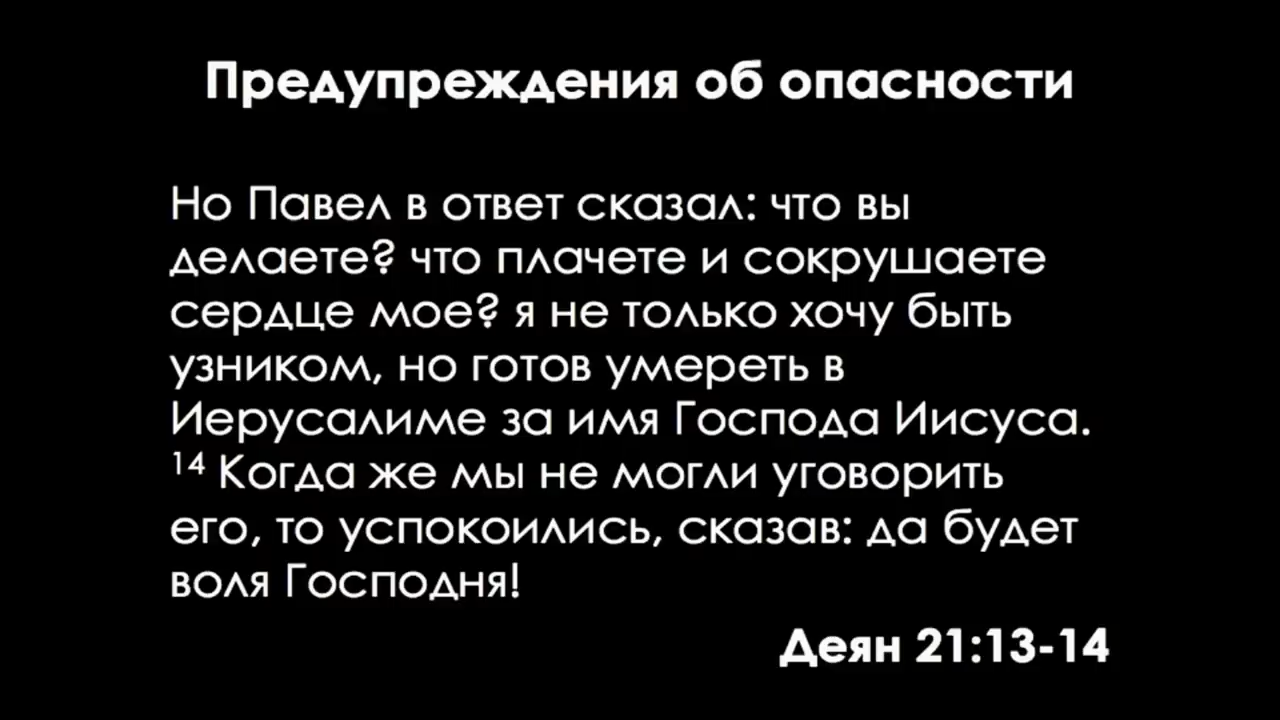 Предупреждения об опасности
Но Павел в ответ сказал: что вы
делаете? что плачете и сокрушаете
сердце мое? я не только хочу быть
узником, но готов умереть в
Иерусалиме за имя Господа Иисуса.
¹⁴ Когда же мы не могли уговорить
его, то успокоились, сказав: да будет
воля Господня!
Деян 21:13-14